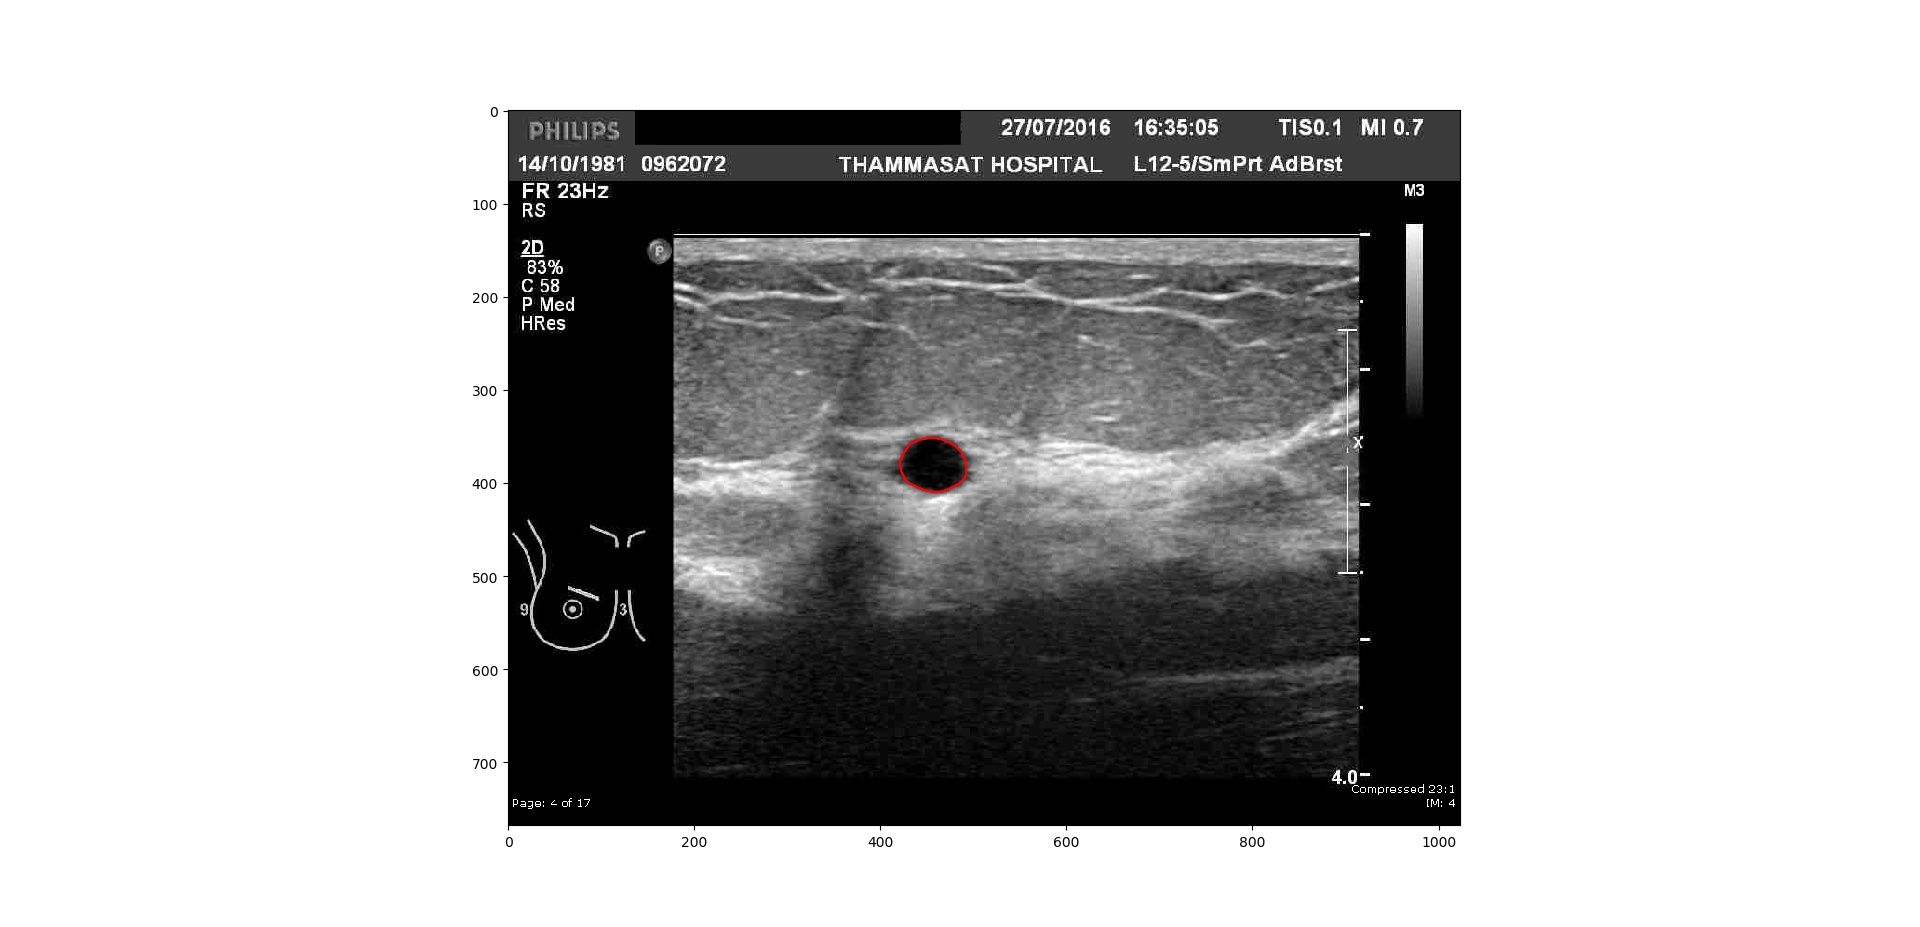 PHILIPS 27/07/2016 16:35:05 TIS0.1 MI 0.7
14/10/1981 0962072 THAMMASAT HOSPITAL L12-5/SmPrt AdBrst
FR 23Hz
RS
M3
2D
83%
C 58
P Med
HRes
P
X
9 3
4.0
Compressed 23:1
Page: 4 of 17
IM: 4
0
100
200
300
400
500
600
700
0 200 400 600 800 1000